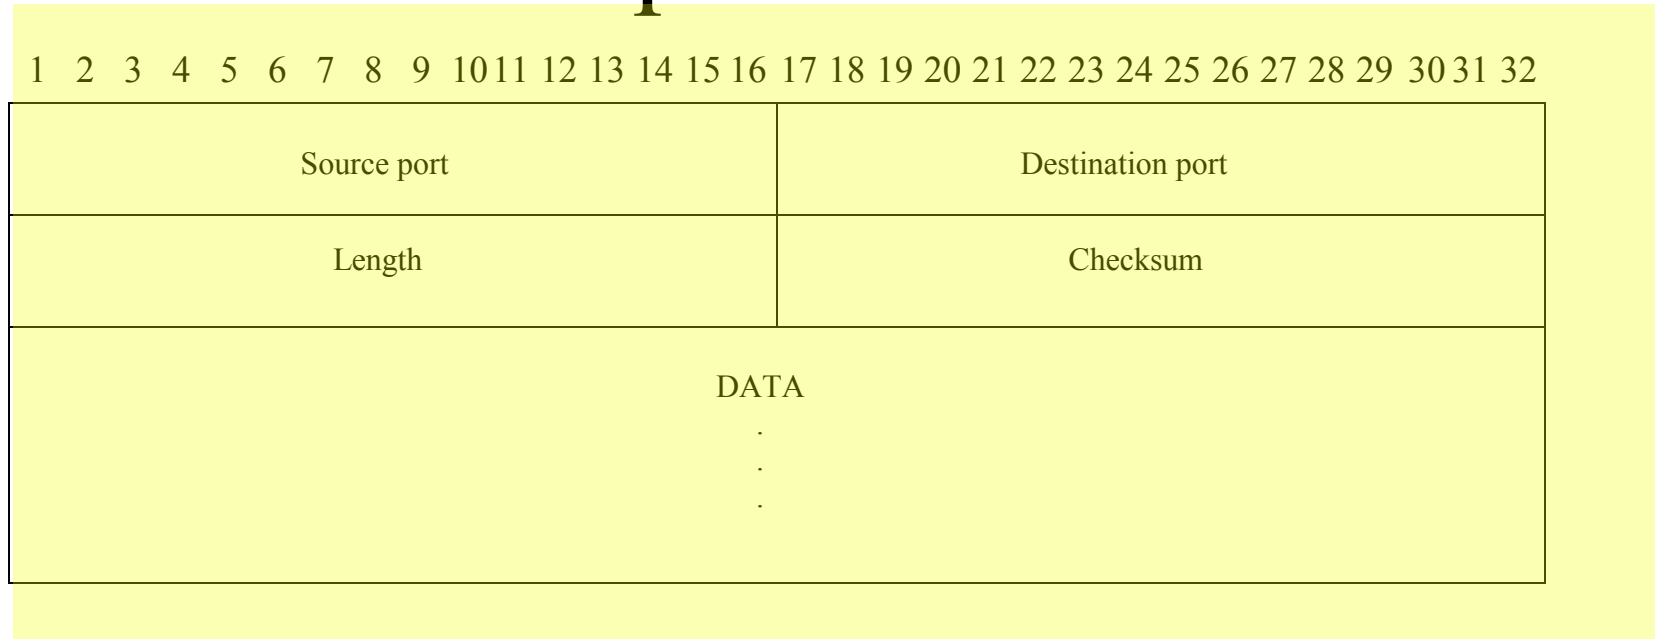 1 2 3 4 5 6 7 8 9 10 11 12 13 14 15 16 17 18 19 20 21 22 23 24 25 26 27 28 29 30 31 32
Source port Destination port
Length Checksum
DATA
.
.
.